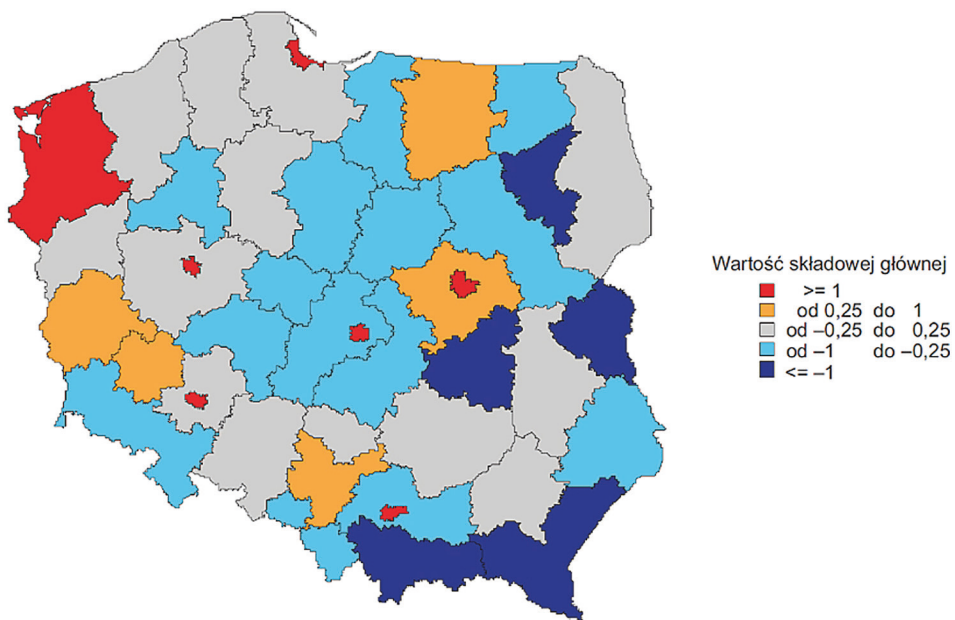 Wartość składowej głównej
>= 1
od 0,25 do 1
od –0,25 do 0,25
od –1 do –0,25
<= –1